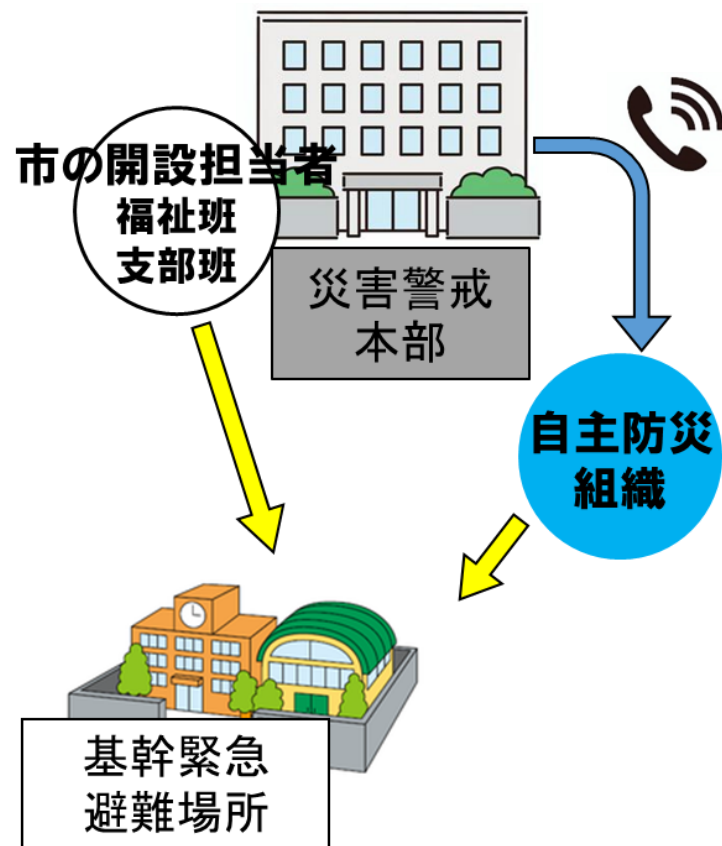 市の開設担当者
福祉班
支部班
災害警戒
本部
自主防災
組織
基幹緊急
避難場所